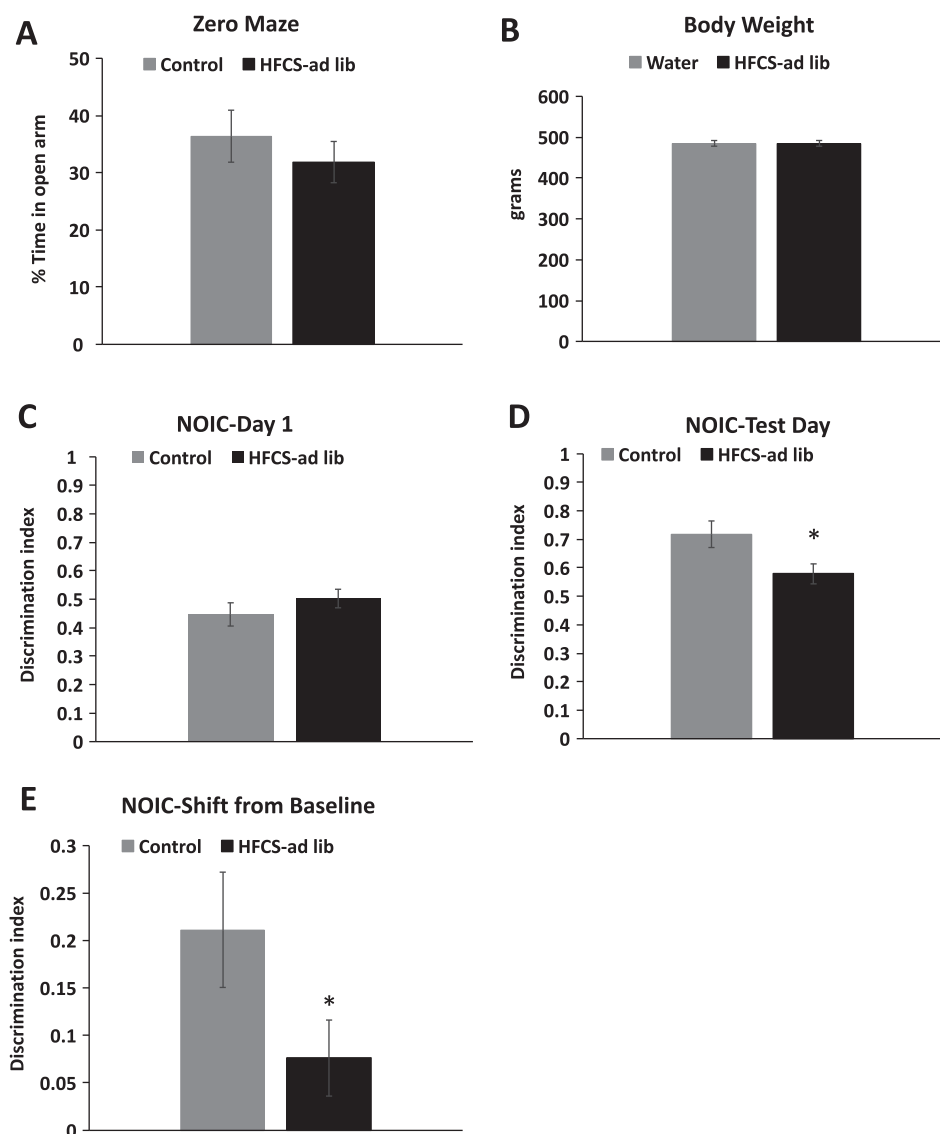 A
Zero Maze
Control HFCS-ad lib
% Time in open arm
50
40
30
20
10
0
B
Body Weight
Water HFCS-ad lib
grams
600
500
400
300
200
100
0
C
NOIC-Day 1
Control HFCS-ad lib
Discrimination index
1
0.9
0.8
0.7
0.6
0.5
0.4
0.3
0.2
0.1
0
D
NOIC-Test Day
Control HFCS-ad lib
Discrimination index
1
0.9
0.8
0.7
0.6
0.5
0.4
0.3
0.2
0.1
0
*
E
NOIC-Shift from Baseline
Control HFCS-ad lib
Discrimination index
0.3
0.25
0.2
0.15
0.1
0.05
0
*